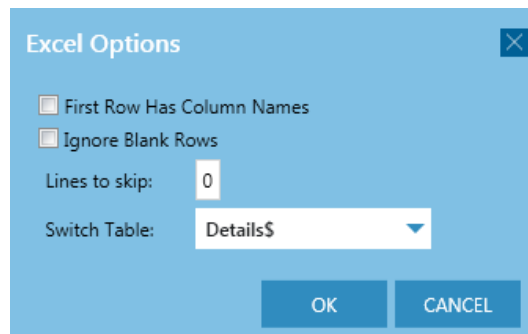 Excel Options
First Row Has Column Names
Ignore Blank Rows
Lines to skip: 0
Switch Table: Details$
OK CANCEL